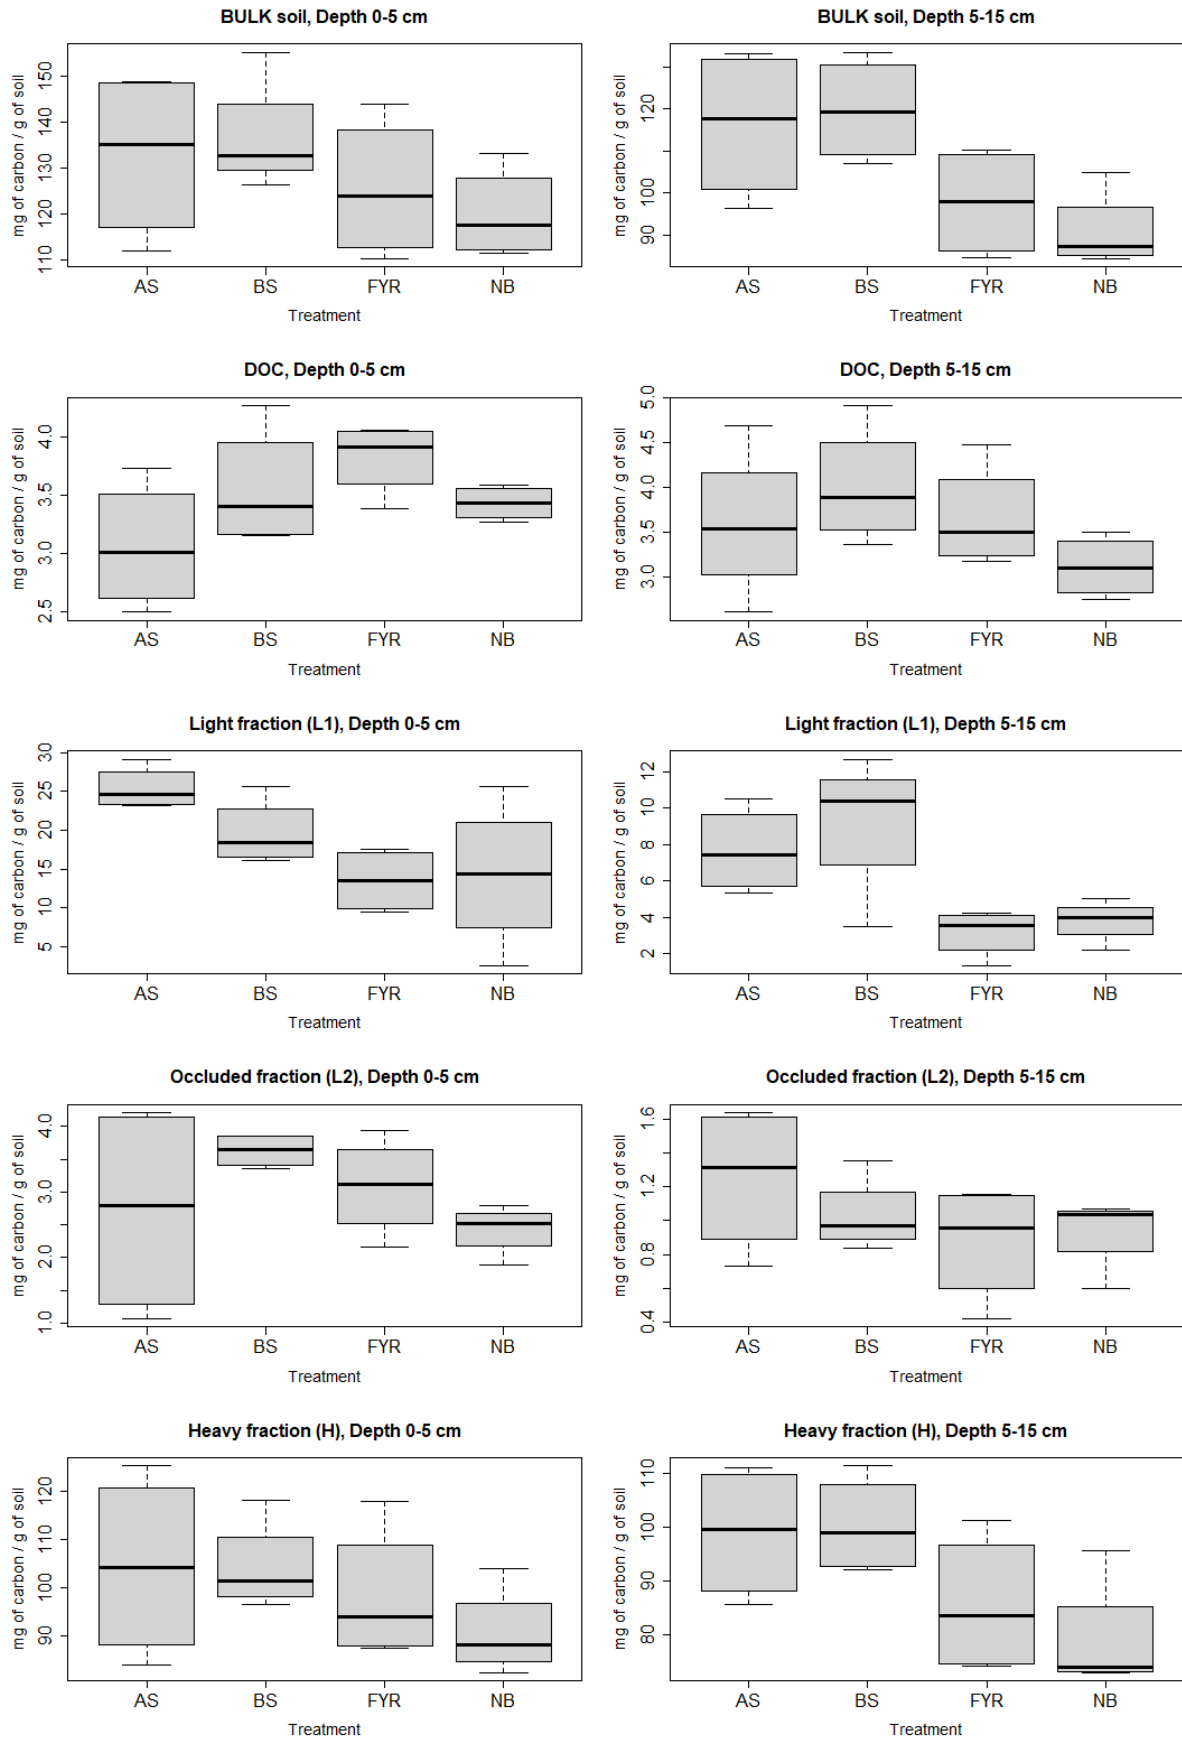 BULK soil, Depth 0-5 cm
mg of carbon / g of soil
110 120 130 140 150
AS BS FYR NB
Treatment
BULK soil, Depth 5-15 cm
mg of carbon / g of soil
90 100 120
AS BS FYR NB
Treatment
DOC, Depth 0-5 cm
mg of carbon / g of soil
2.5 3.0 3.5 4.0
AS BS FYR NB
Treatment
DOC, Depth 5-15 cm
mg of carbon / g of soil
3.0 3.5 4.0 4.5 5.0
AS BS FYR NB
Treatment
Light fraction (L1), Depth 0-5 cm
mg of carbon / g of soil
5 10 15 20 25 30
AS BS FYR NB
Treatment
Light fraction (L1), Depth 5-15 cm
mg of carbon / g of soil
2 4 6 8 10 12
AS BS FYR NB
Treatment
Occluded fraction (L2), Depth 0-5 cm
mg of carbon / g of soil
1.0 2.0 3.0 4.0
AS BS FYR NB
Treatment
Occluded fraction (L2), Depth 5-15 cm
mg of carbon / g of soil
0.4 0.8 1.2 1.6
AS BS FYR NB
Treatment
Heavy fraction (H), Depth 0-5 cm
mg of carbon / g of soil
90 100 110 120
AS BS FYR NB
Treatment
Heavy fraction (H), Depth 5-15 cm
mg of carbon / g of soil
80 90 100 110
AS BS FYR NB
Treatment